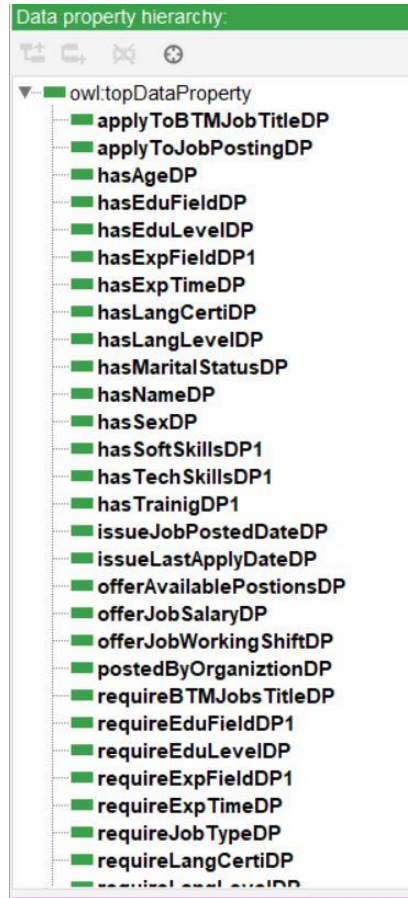 Data property hierarchy:
owl:topDataProperty
applyToBTMJobTitleDP
applyToJobPostingDP
hasAgeDP
hasEduFieldDP
hasEduLevelDP
hasExpFieldDP1
hasExpTimeDP
hasLangCertiDP
hasLangLevelDP
hasMaritalStatusDP
hasNameDP
hasSexDP
hasSoftSkillsDP1
hasTechSkillsDP1
hasTrainigDP1
issueJobPostedDateDP
issueLastApplyDateDP
offerAvailablePostionsDP
offerJobSalaryDP
offerJobWorkingShiftDP
postedByOrganiztionDP
requireBTMJobsTitleDP
requireEduFieldDP1
requireEduLevelDP
requireExpFieldDP1
requireExpTimeDP
requireJobTypeDP
requireLangCertiDP
requireLangLevelDP